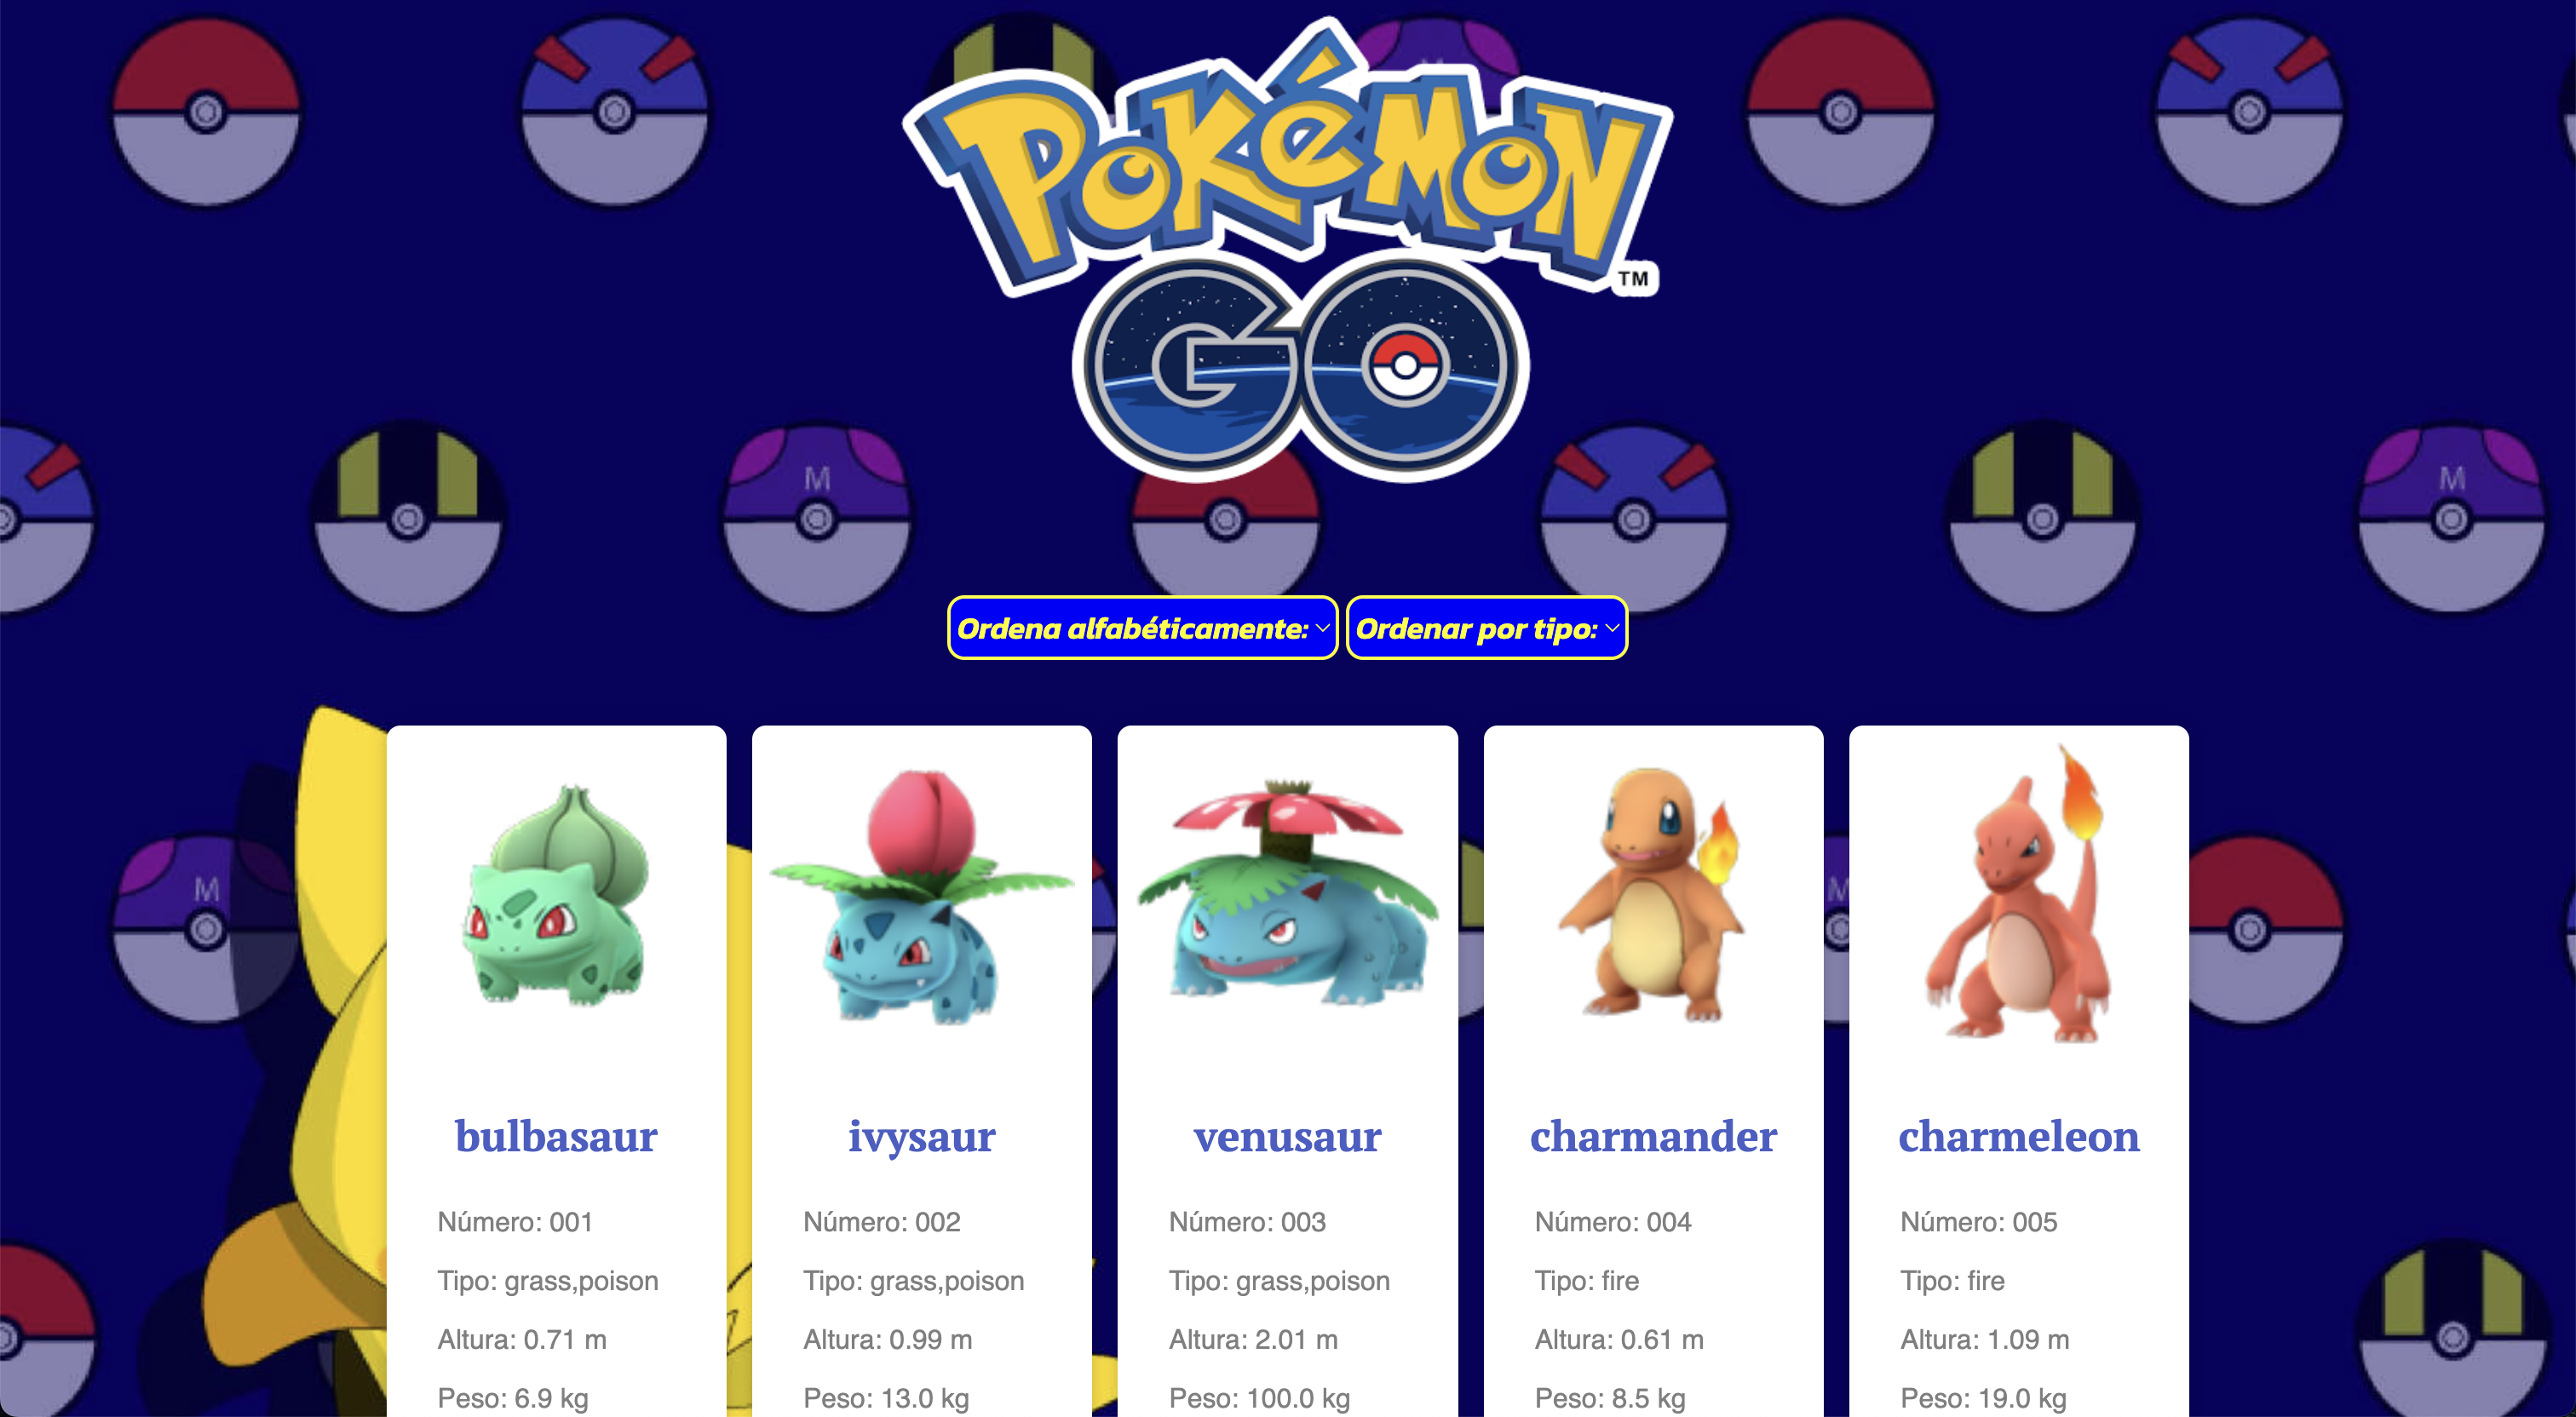 POKéMON
TM
GO
M
M
Ordena alfabéticamente: Ordenar por tipo:
M
M
bulbasaur
ivysaur
venusaur
charmander
charmeleon
Número: 001
Tipo: grass,poison
Altura: 0.71 m
Peso: 6.9 kg
Número: 002
Tipo: grass,poison
Altura: 0.99 m
Peso: 13.0 kg
Número: 003
Tipo: grass,poison
Altura: 2.01 m
Peso: 100.0 kg
Número: 004
Tipo: fire
Altura: 0.61 m
Peso: 8.5 kg
Número: 005
Tipo: fire
Altura: 1.09 m
Peso: 19.0 kg